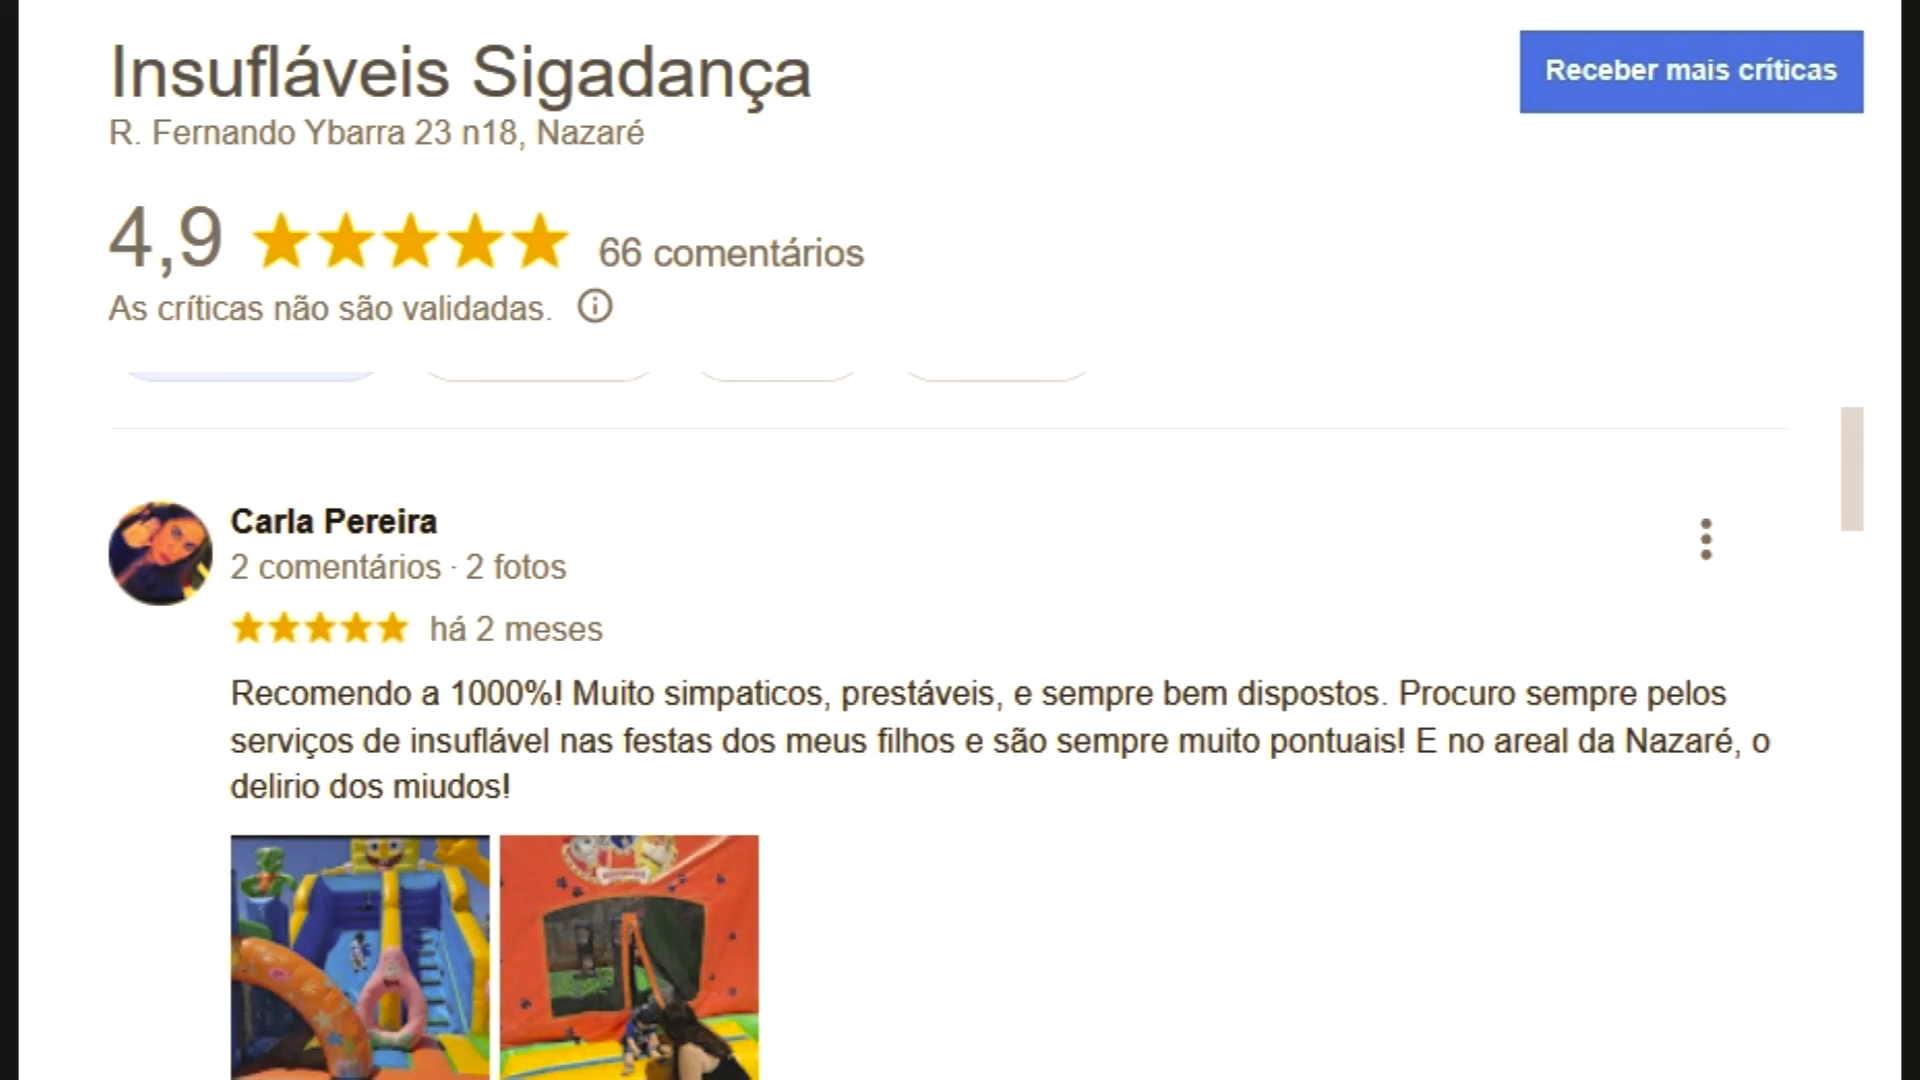 Insufláveis Sigadança
Receber mais críticas
R. Fernando Ybarra 23 n18, Nazaré
4,9 66 comentários
As críticas não são validadas.
Carla Pereira
2 comentários · 2 fotos
há 2 meses
Recomendo a 1000%! Muito simpaticos, prestáveis, e sempre bem dispostos. Procuro sempre pelos
serviços de insuflável nas festas dos meus filhos e são sempre muito pontuais! E no areal da Nazaré, o
delirio dos miudos!